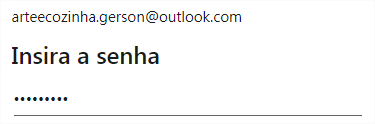 arteecozinha.gerson@outlook.com
Insira a senha
•••••••••